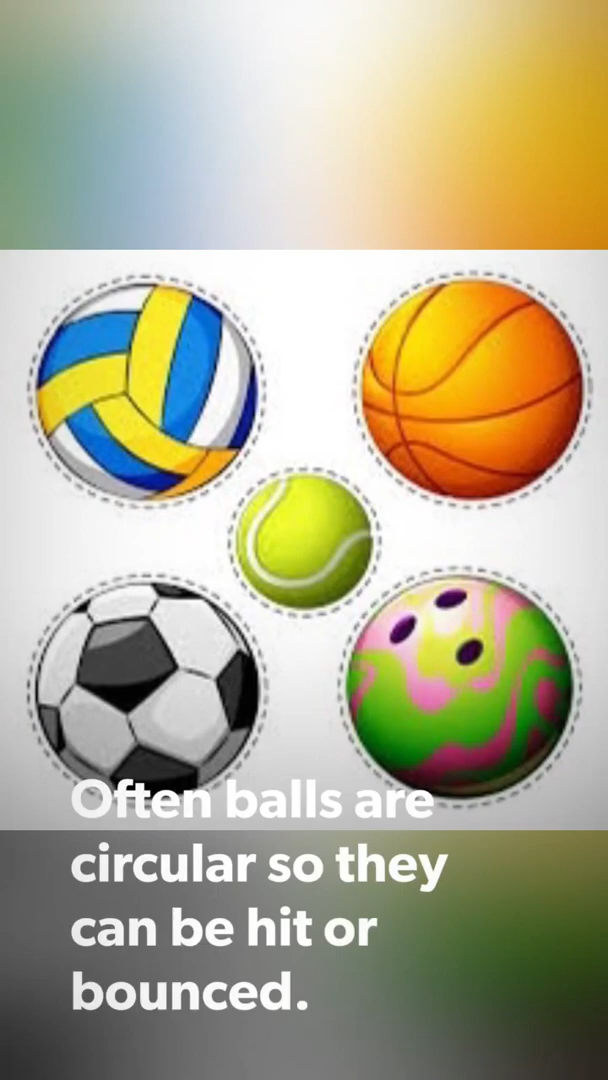 Often balls are
circular so they
can be hit or
bounced.